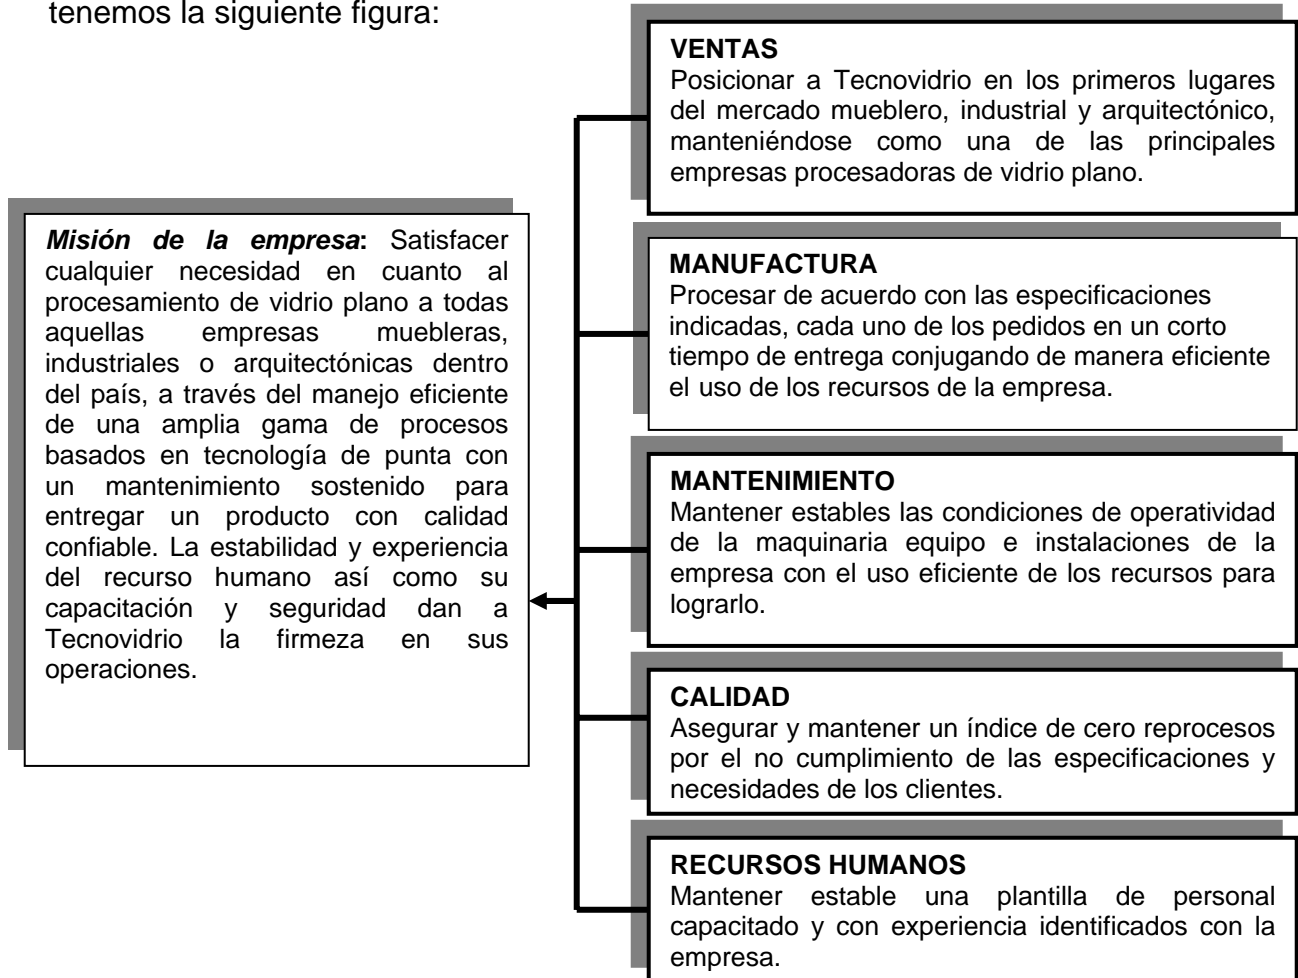 tenemos la siguiente figura:
Misión de la empresa: Satisfacer
cualquier necesidad en cuanto al
procesamiento de vidrio plano a todas
aquellas empresas muebleras,
industriales o arquitectónicas dentro
del país, a través del manejo eficiente
de una amplia gama de procesos
basados en tecnología de punta con
un mantenimiento sostenido para
entregar un producto con calidad
confiable. La estabilidad y experiencia
del recurso humano así como su
capacitación y seguridad dan a
Tecnovidrio la firmeza en sus
operaciones.
VENTAS
Posicionar a Tecnovidrio en los primeros lugares
del mercado mueblero, industrial y arquitectónico,
manteniéndose como una de las principales
empresas procesadoras de vidrio plano.
MANUFACTURA
Procesar de acuerdo con las especificaciones
indicadas, cada uno de los pedidos en un corto
tiempo de entrega conjugando de manera eficiente
el uso de los recursos de la empresa.
MANTENIMIENTO
Mantener estables las condiciones de operatividad
de la maquinaria equipo e instalaciones de la
empresa con el uso eficiente de los recursos para
lograrlo.
CALIDAD
Asegurar y mantener un índice de cero reprocesos
por el no cumplimiento de las especificaciones y
necesidades de los clientes.
RECURSOS HUMANOS
Mantener estable una plantilla de personal
capacitado y con experiencia identificados con la
empresa.